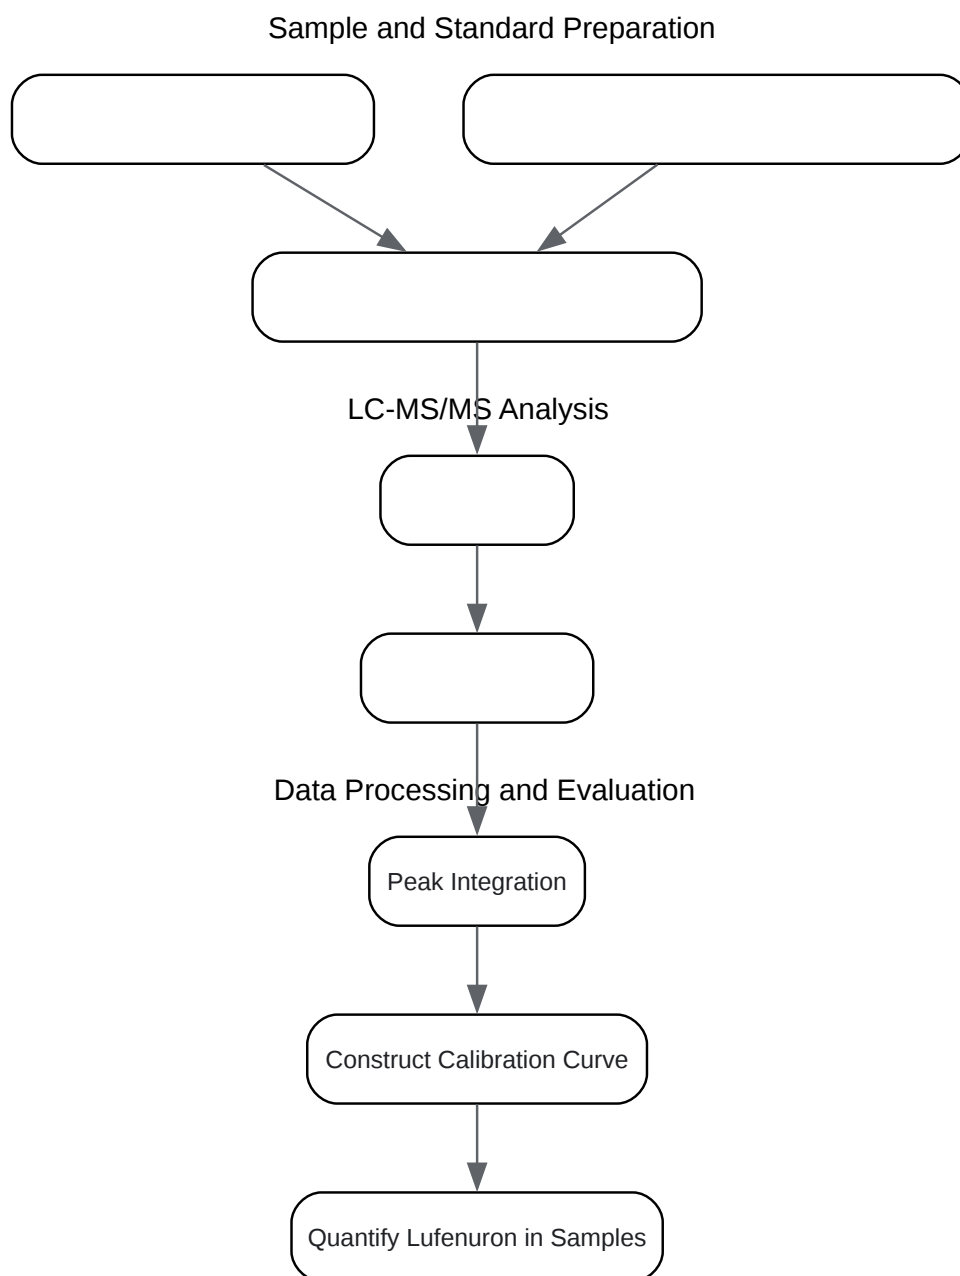 Sample and Standard Preparation
LC-MS/MS Analysis
Data Processing and Evaluation
Peak Integration
Construct Calibration Curve
Quantify Lufenuron in Samples